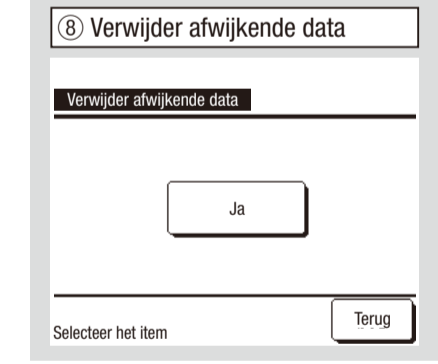 ⑧ Verwijder afwijkende data
Verwijder afwijkende data
Ja
Selecteer het item
Terug